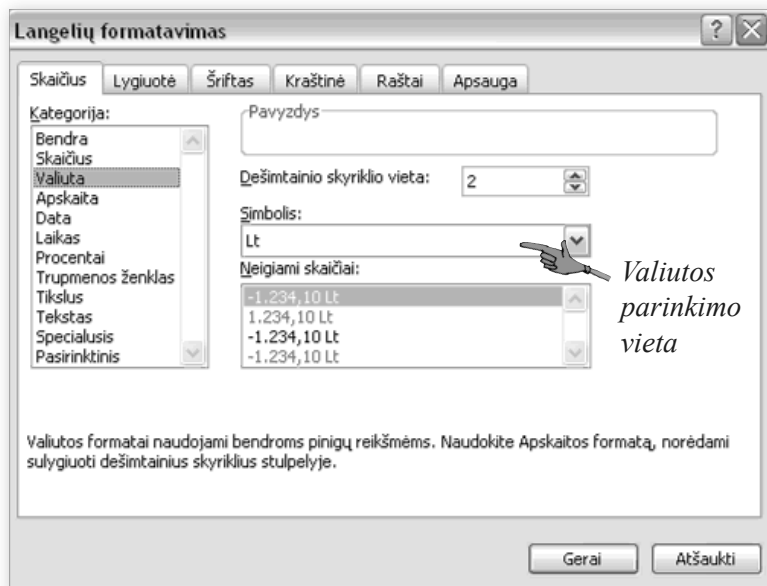 Langelių formatavimas
Skaičius Lygiuotė Šriftas Kraštinė Raštai Apsauga
Kategorija:
Bendra
Skaičius
Valiuta
Apskaita
Data
Laikas
Procentai
Trupmenos ženklas
Tikslus
Tekstas
Specialusis
Pasirinktinis
Pavyzdys
Dešimtainio skyriklio vieta: 2
Simbolis:
Lt
Neigiami skaičiai:
-1.234,10 Lt
1.234,10 Lt
-1.234,10 Lt
-1.234,10 Lt
Valiutos
parinkimo
vieta
Valiutos formatai naudojami bendroms pinigų reikšmėms. Naudokite Apskaitos formatą, norėdami
sulygiuoti dešimtainius skyriklius stulpelyje.
Gerai Atšaukti